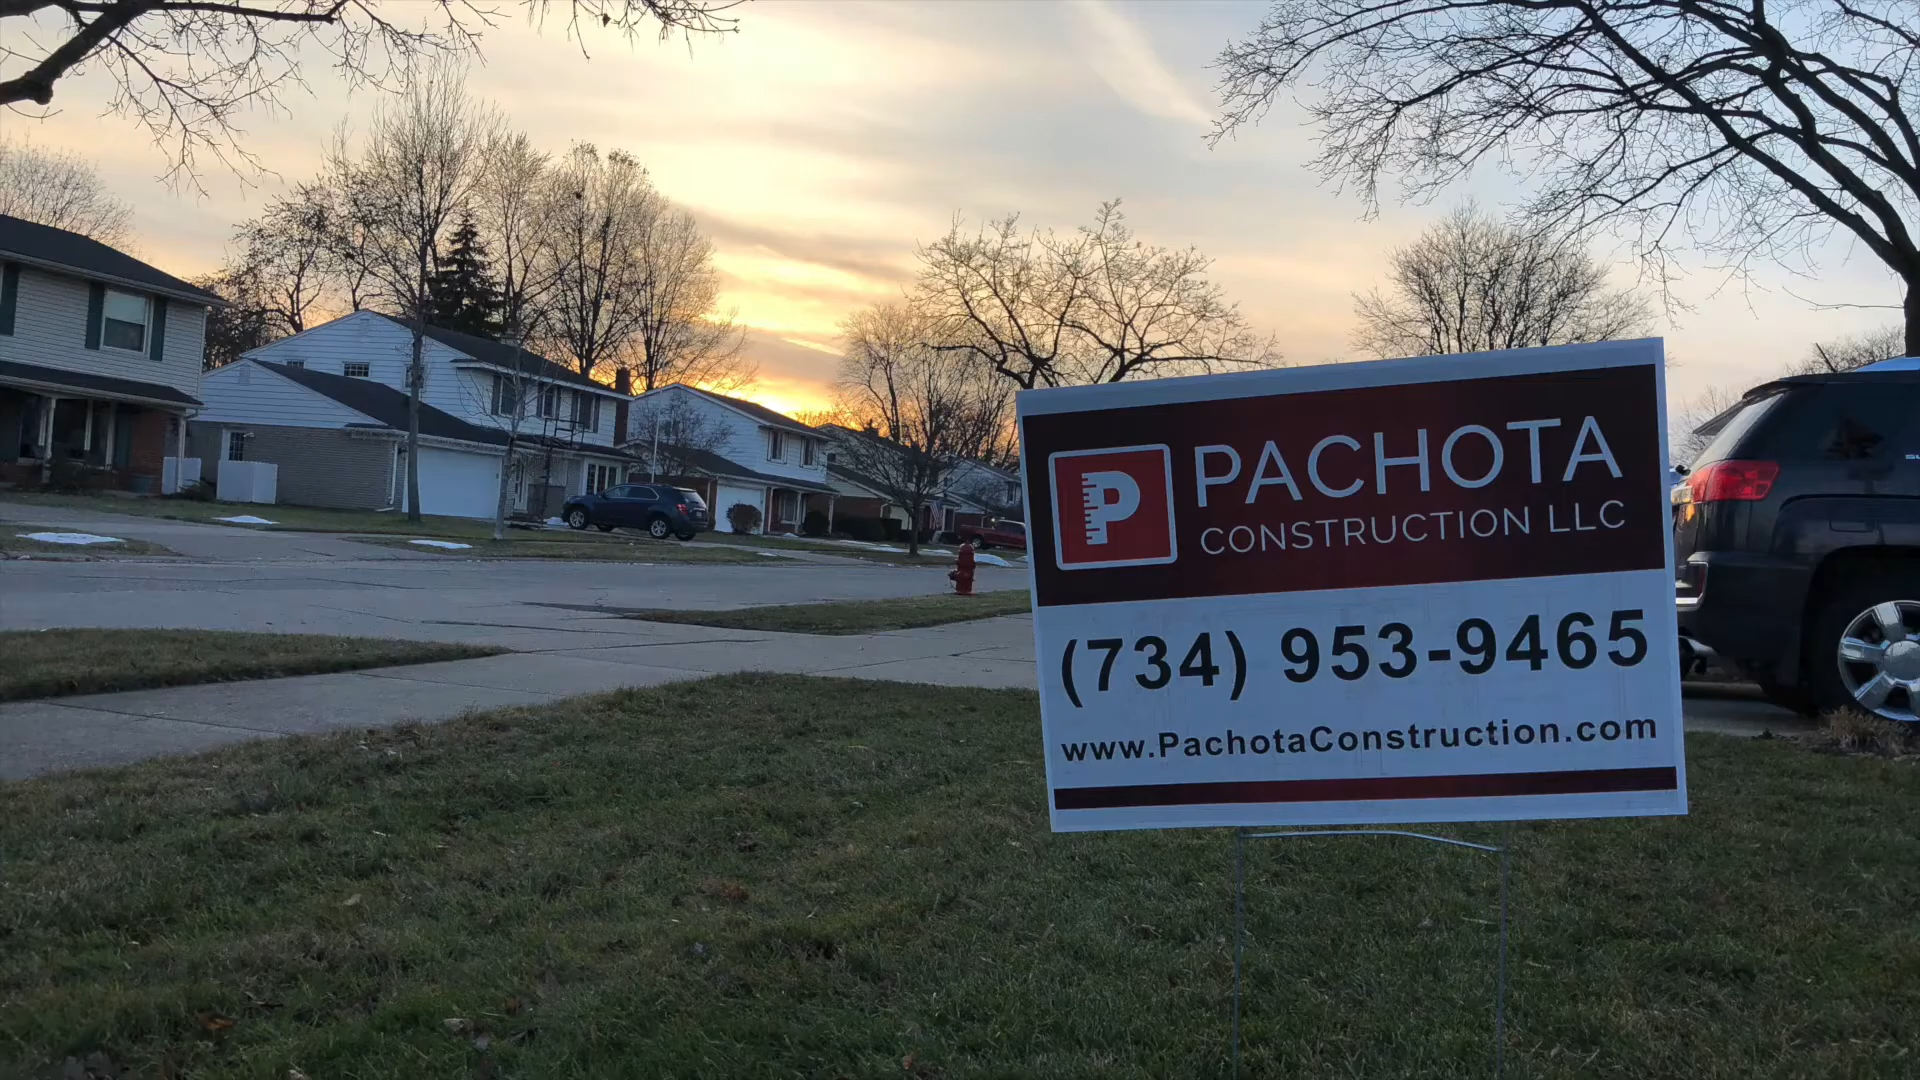 P
PACHOTA
CONSTRUCTION LLC
(734) 953-9465
www.PachotaConstruction.com